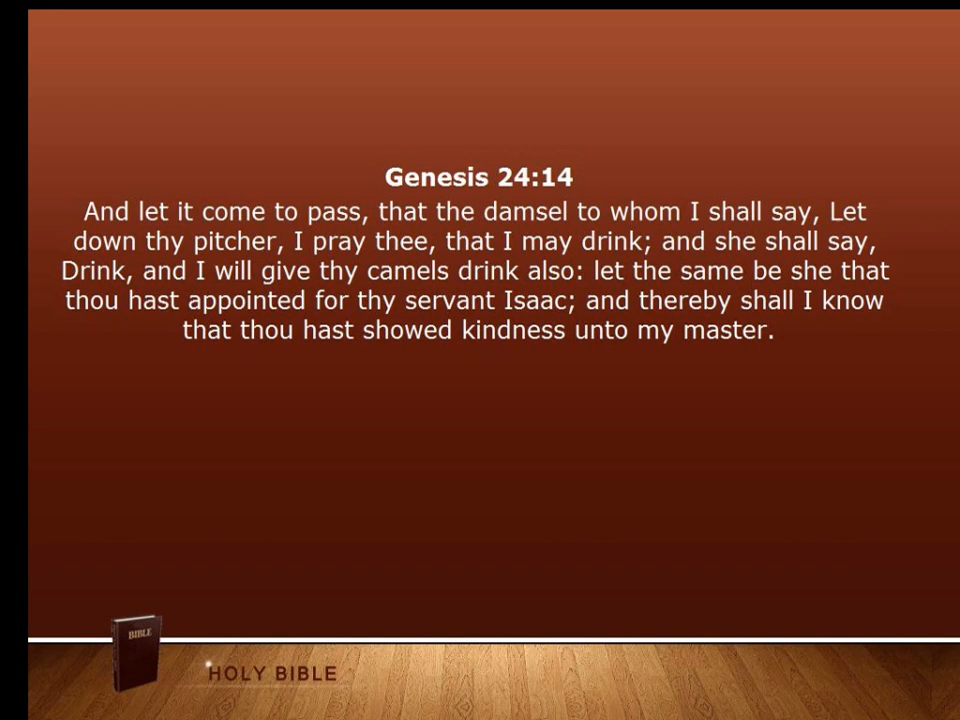 Genesis 24:14
And let it come to pass, that the damsel to whom I shall say, Let
down thy pitcher, I pray thee, that I may drink; and she shall say,
Drink, and I will give thy camels drink also: let the same be she that
thou hast appointed for thy servant Isaac; and thereby shall I know
that thou hast showed kindness unto my master.
BIBLE
HOLY BIBLE